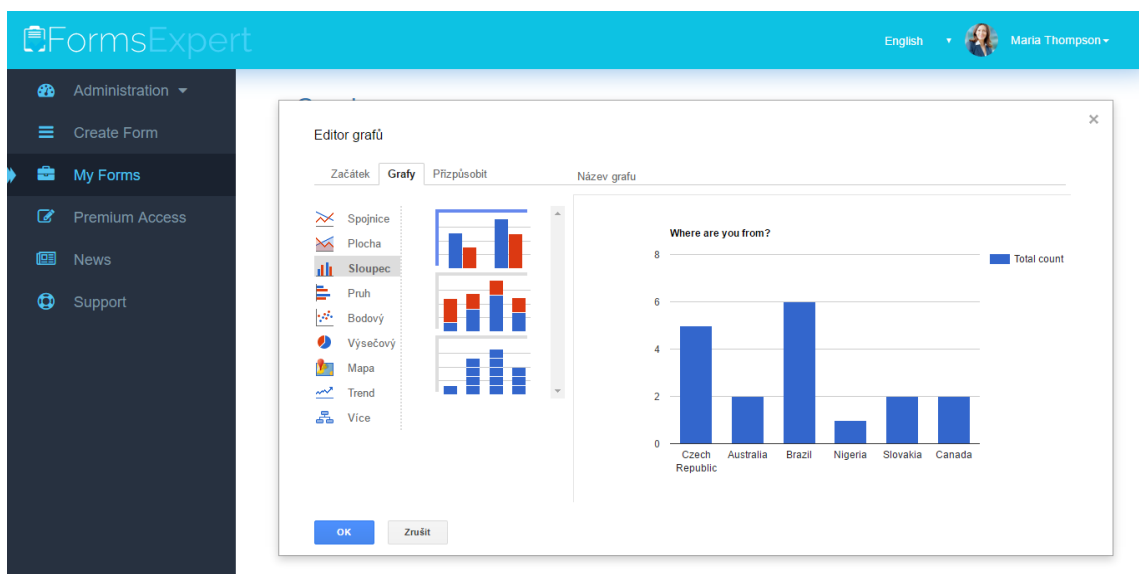 FormsExpert
English
Maria Thompson
Administration
Create Form
My Forms
Premium Access
News
Support
Editor grafů
Začátek
Grafy
Přizpůsobit
Název grafu
Spojnice
Plocha
Sloupec
Pruh
Bodový
Výsečový
Mapa
Trend
Více
Where are you from?
Total count
8
6
4
2
0
Czech
Republic
Australia
Brazil
Nigeria
Slovakia
Canada
OK
Zrušit